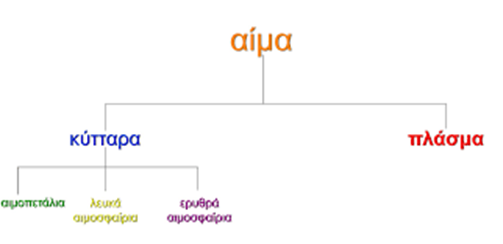 αίμα
κύτταρα
πλάσμα
αιμοπετάλια
λευκά
αιμοσφαίρια
ερυθρά
αιμοσφαίρια